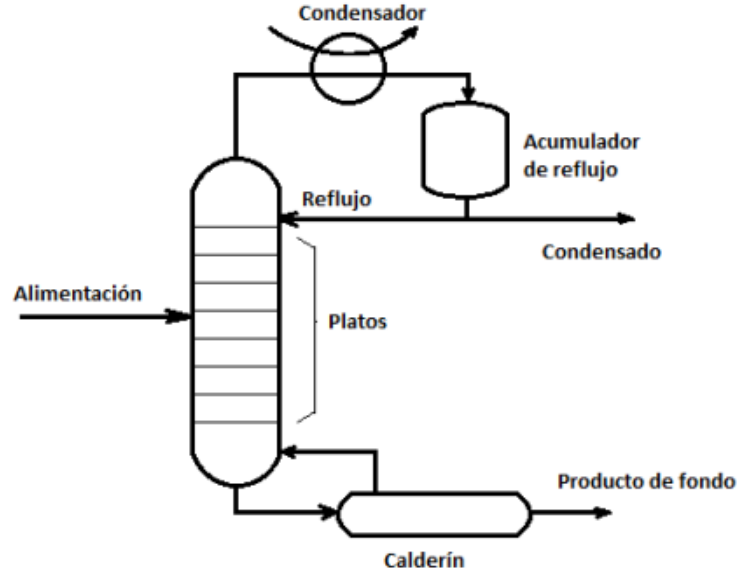 Condensador
Acumulador
de reflujo
Reflujo
Condensado
Alimentación
Platos
Producto de fondo
Calderín